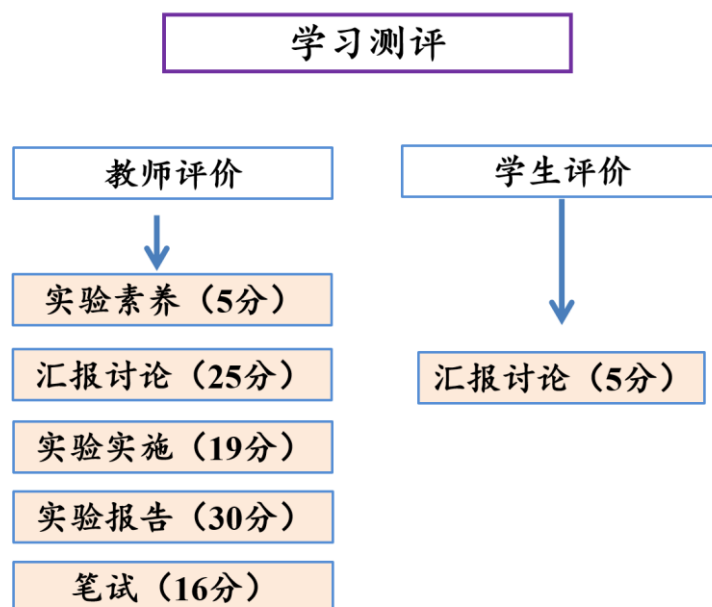 学习测评
教师评价
学生评价
实验素养（5分）
汇报讨论（25分）
汇报讨论（5分）
实验实施（19分）
实验报告（30分）
笔试（16分）